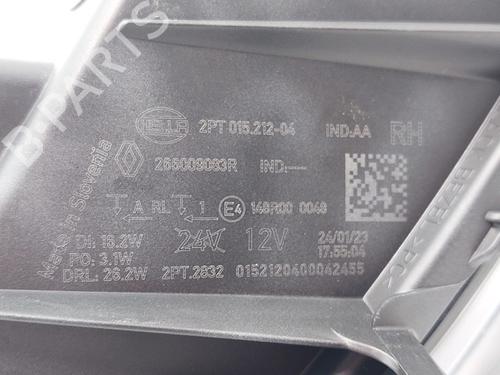 HELLA 2PT 015.212-04 IND:AA RH
266009093R IND:---
Made in Slovenia
A RL 1 E4 148R00 0048
DI: 18.2W 24V 12V 24/01/23
PO: 3.1W 17:55:04
DRL: 26.2W 2PT.2832 0152120400042455
B-Parts